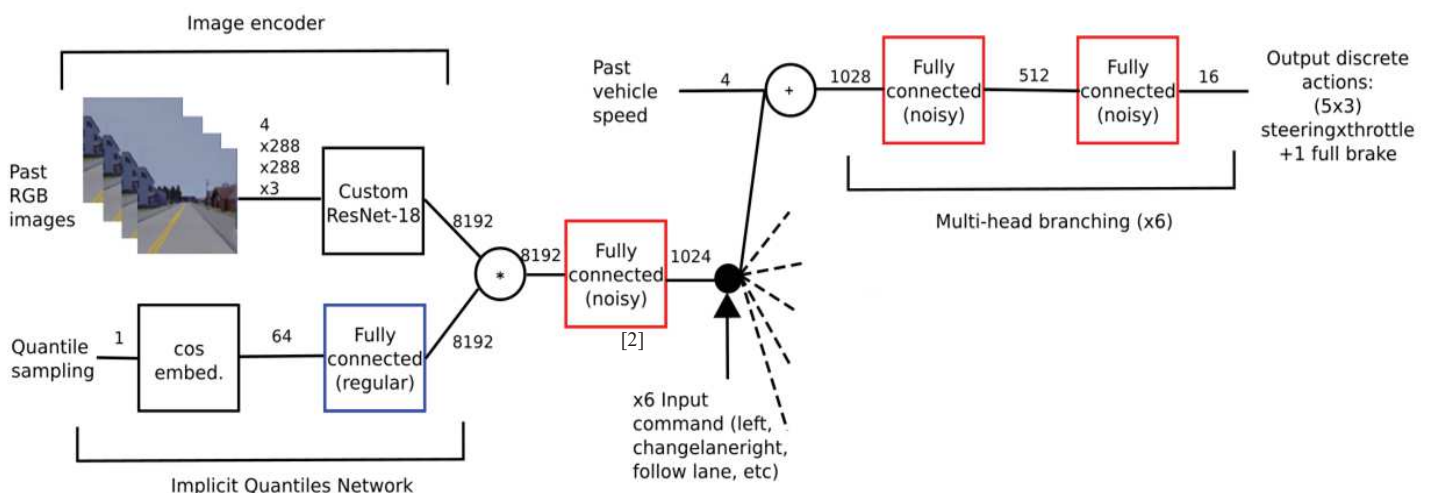 Image encoder
Past
RGB
images
4
x288
x288
x3
Custom
ResNet-18
8192
Quantile
sampling
1
cos
embed.
64
Fully
connected
(regular)
8192
Implicit Quantiles Network
*
8192
Fully
connected
(noisy)
[2]
1024
x6 Input
command (left,
changelaneright,
follow lane, etc)
Past
vehicle
speed
4
+
1028
Fully
connected
(noisy)
512
Fully
connected
(noisy)
16
Multi-head branching (x6)
Output discrete
actions:
(5x3)
steeringxthrottle
+1 full brake